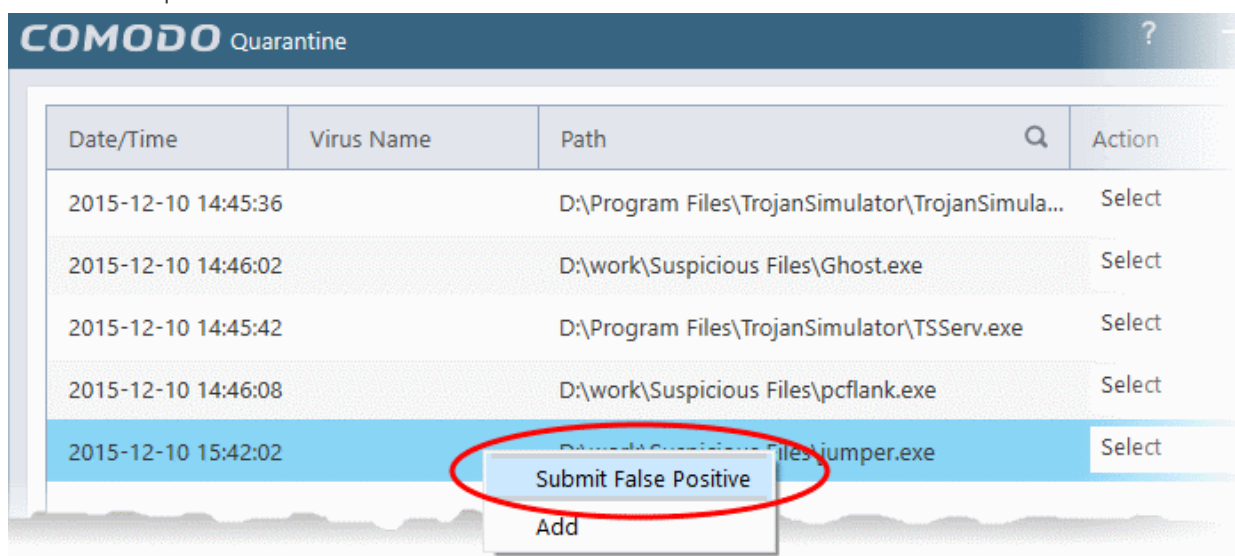 COMODO Quarantine ?
Date/Time Virus Name Path Action
2015-12-10 14:45:36 D:\Program Files\TrojanSimulator\TrojanSimula... Select
2015-12-10 14:46:02 D:\work\Suspicious Files\Ghost.exe Select
2015-12-10 14:45:42 D:\Program Files\TrojanSimulator\TSServ.exe Select
2015-12-10 14:46:08 D:\work\Suspicious Files\pcflank.exe Select
2015-12-10 15:42:02 D:\work\Suspicious Files\jumper.exe Select
Submit False Positive
Add